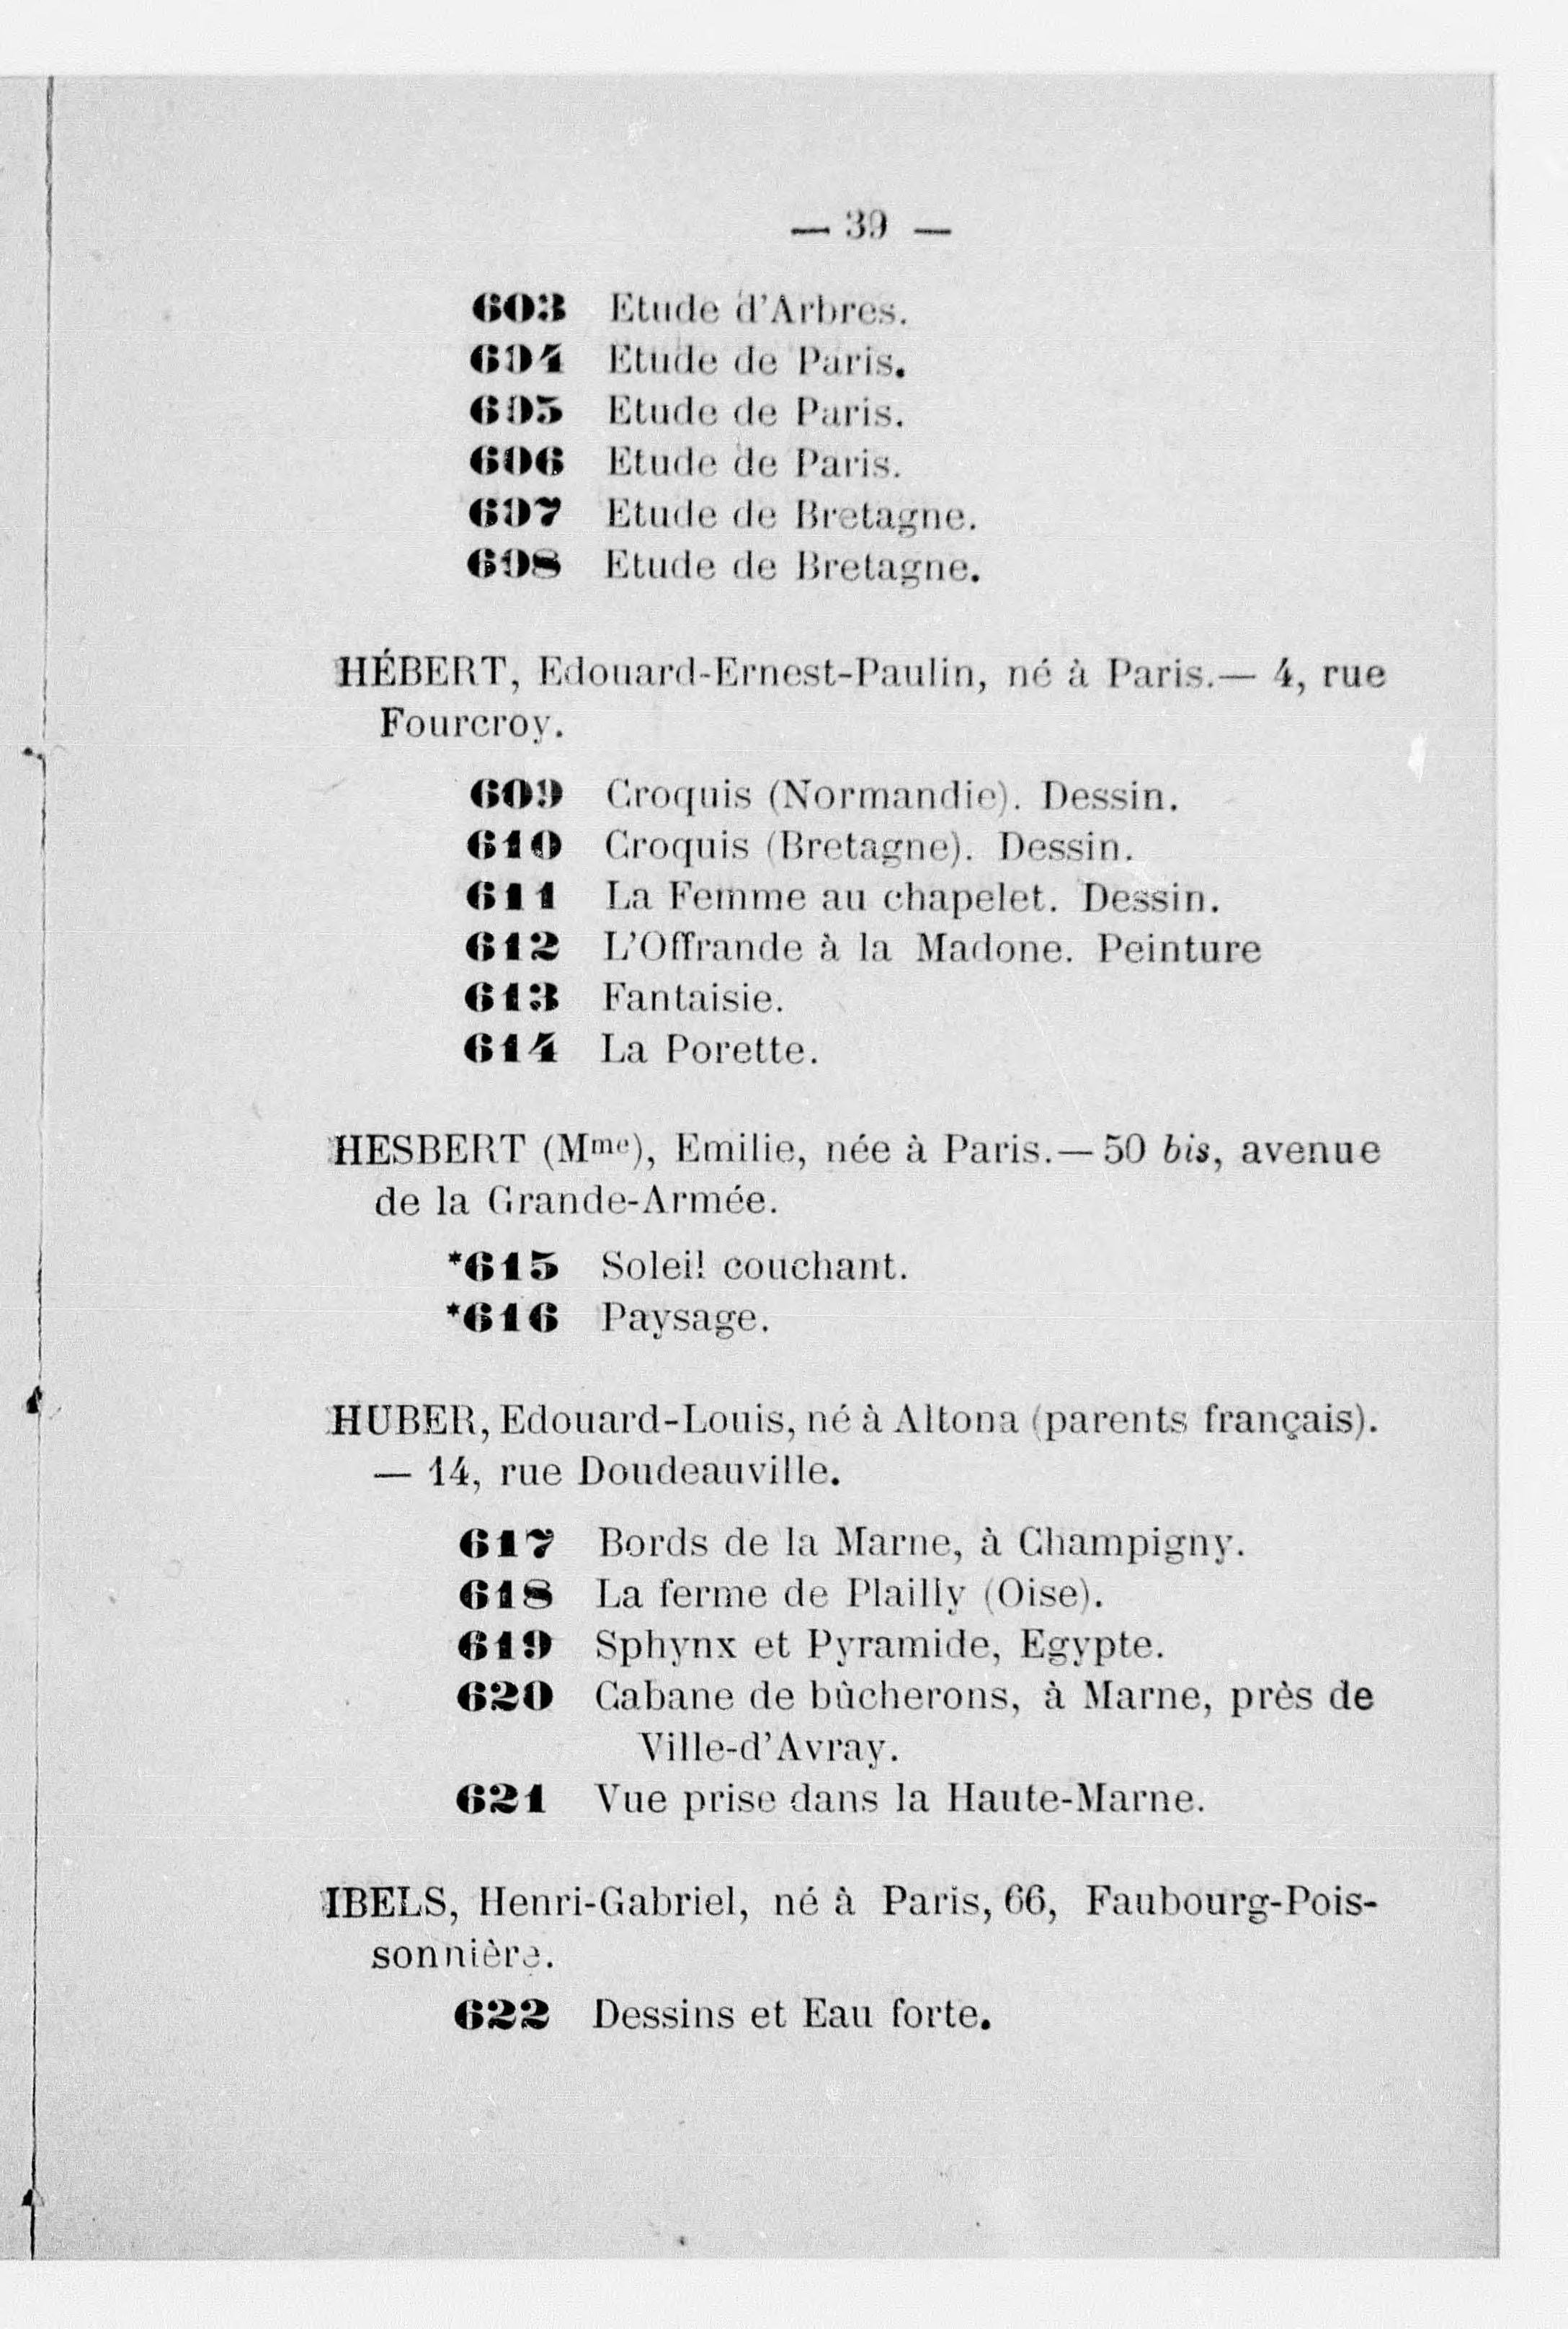 — 39 —
603 Etude d'Arbres.
604 Etude de Paris.
605 Etude de Paris.
606 Etude de Paris.
607 Etude de Bretagne.
608 Etude de Bretagne.
HÉBERT, Edouard-Ernest-Paulin, né à Paris.— 4, rue
Fourcroy.
609 Croquis (Normandie). Dessin.
610 Croquis (Bretagne). Dessin.
611 La Femme au chapelet. Dessin.
612 L'Offrande à la Madone. Peinture
613 Fantaisie.
614 La Porette.
HESBERT (Mme), Emilie, née à Paris.— 50 bis, avenue
de la Grande-Armée.
*615 Soleil couchant.
*616 Paysage.
HUBER, Edouard-Louis, né à Altona (parents français).
— 14, rue Doudeauville.
617 Bords de la Marne, à Champigny.
618 La ferme de Plailly (Oise).
619 Sphynx et Pyramide, Egypte.
620 Cabane de bûcherons, à Marne, près de
Ville-d'Avray.
621 Vue prise dans la Haute-Marne.
IBELS, Henri-Gabriel, né à Paris, 66, Faubourg-Pois-
sonnière.
622 Dessins et Eau forte.